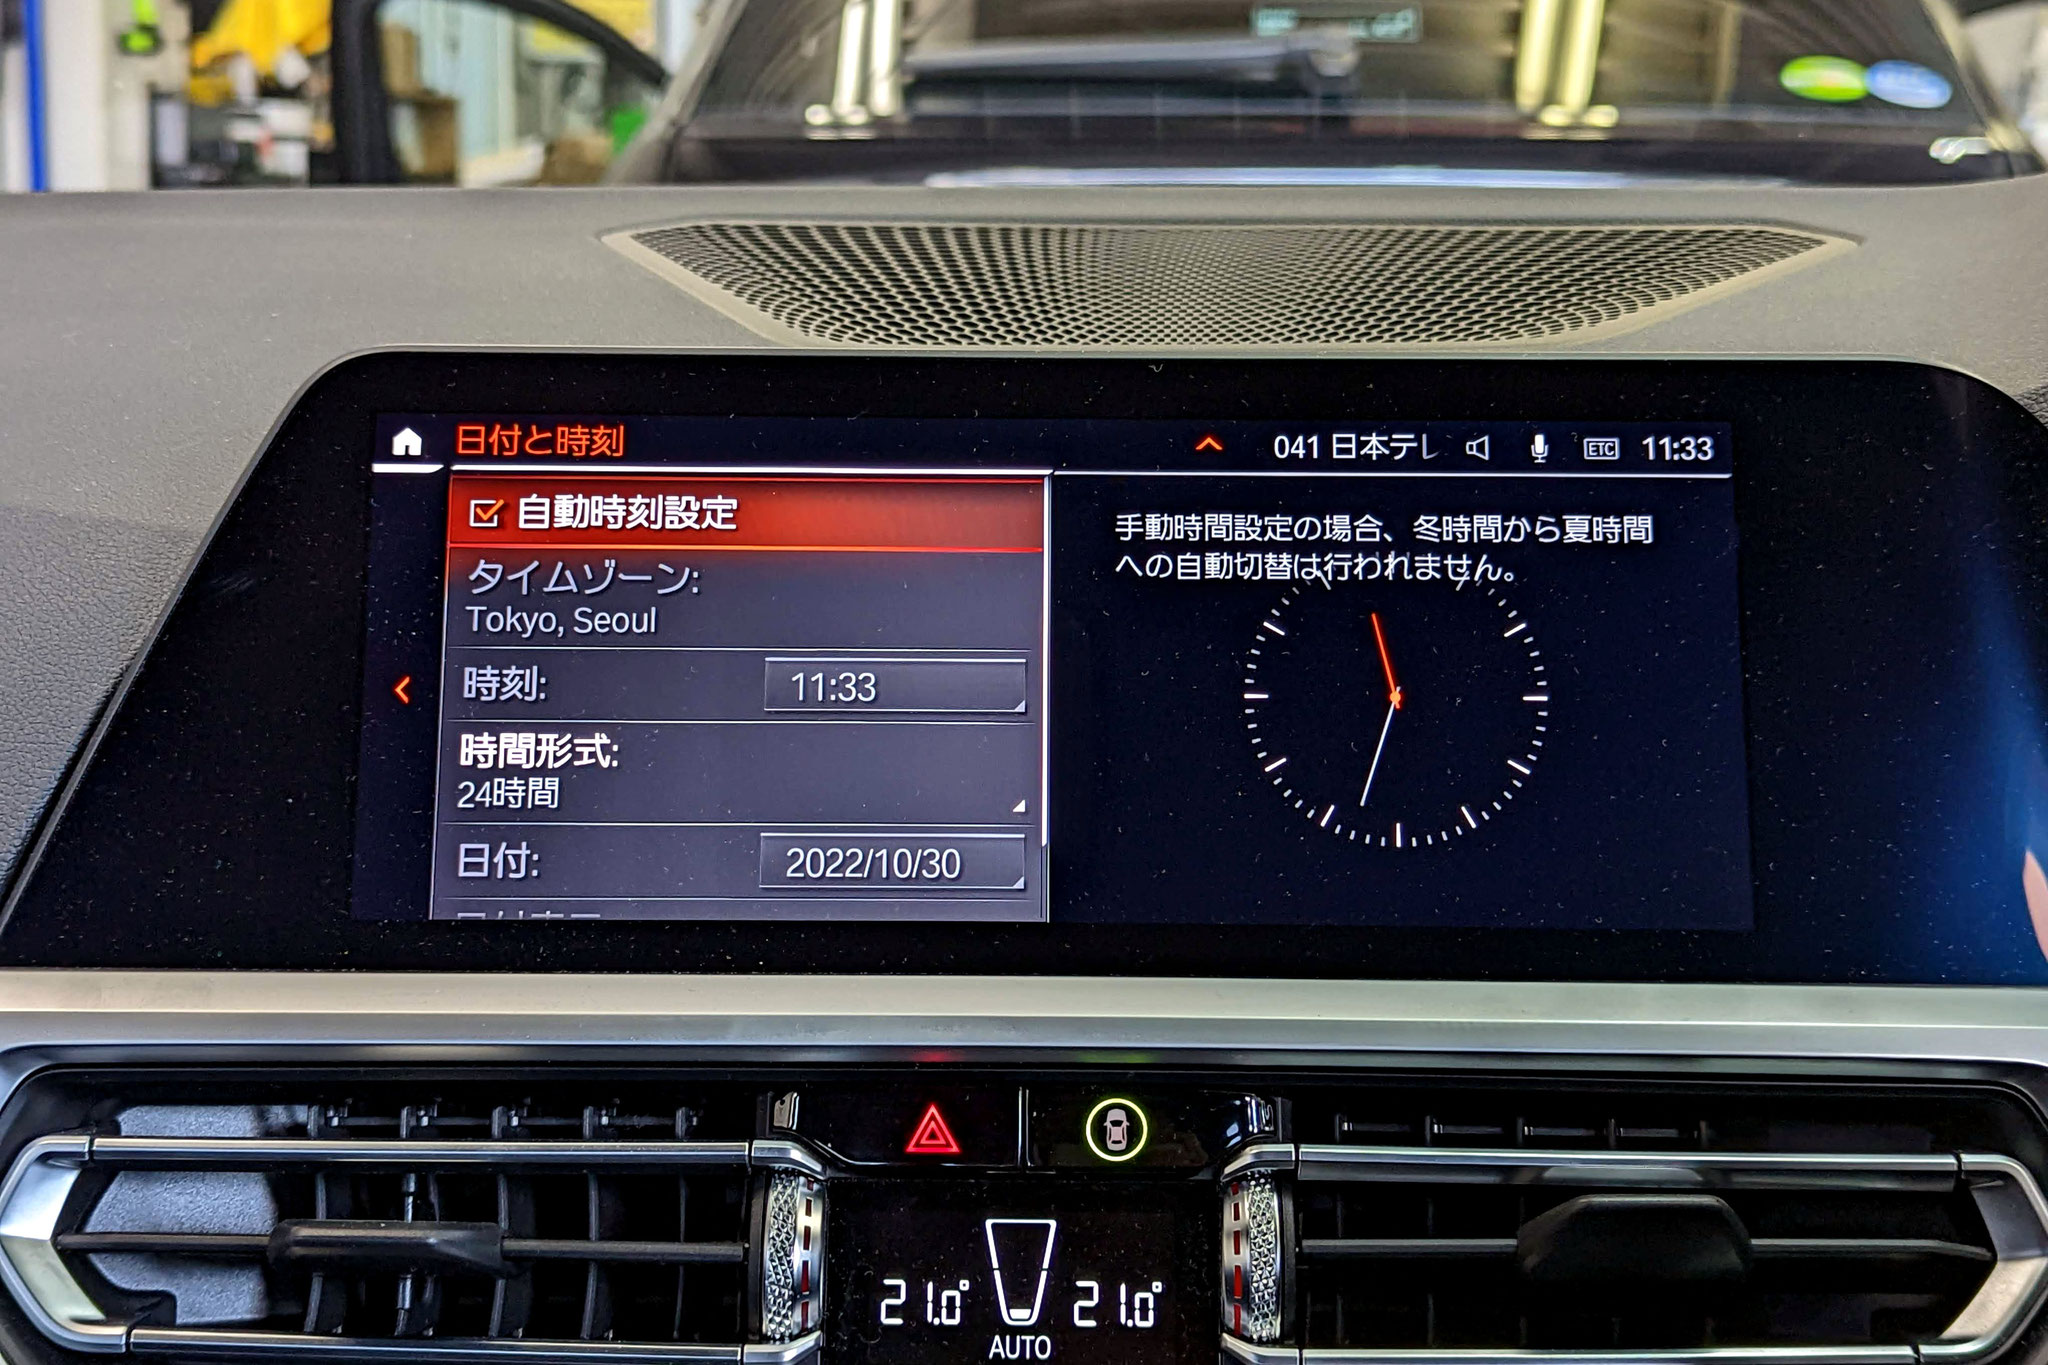 日付と時刻
041 日本テレ ETC 11:33
自動時刻設定
タイムゾーン:
Tokyo, Seoul
時刻: 11:33
時間形式:
24時間
日付: 2022/10/30
手動時間設定の場合、冬時間から夏時間
への自動切替は行われません。
21.0° 21.0°
AUTO